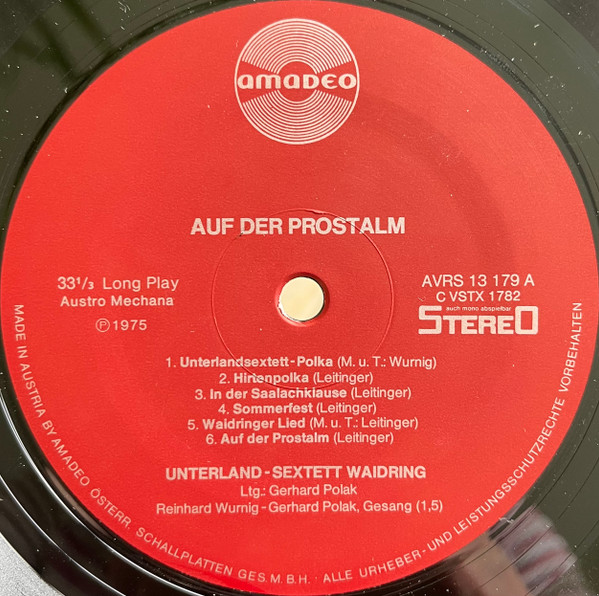 amadeo
AUF DER PROSTALM
33 1/3 Long Play
Austro Mechana
Ⓟ 1975
AVRS 13 179 A
C VSTX 1782
auch mono abspielbar
STEREO
1. Unterlandsextett-Polka (M. u. T.: Wurnig)
2. Hirtenpolka (Leitinger)
3. In der Saalachklause (Leitinger)
4. Sommerfest (Leitinger)
5. Waidringer Lied (M. u. T.: Leitinger)
6. Auf der Prostalm (Leitinger)
UNTERLAND-SEXTETT WAIDRING
Ltg.: Gerhard Polak
Reinhard Wurnig-Gerhard Polak, Gesang (1,5)
MADE IN AUSTRIA BY AMADEO ÖSTERR. SCHALLPLATTEN GES.M.B.H. · ALLE URHEBER- UND LEISTUNGSSCHUTZRECHTE VORBEHALTEN